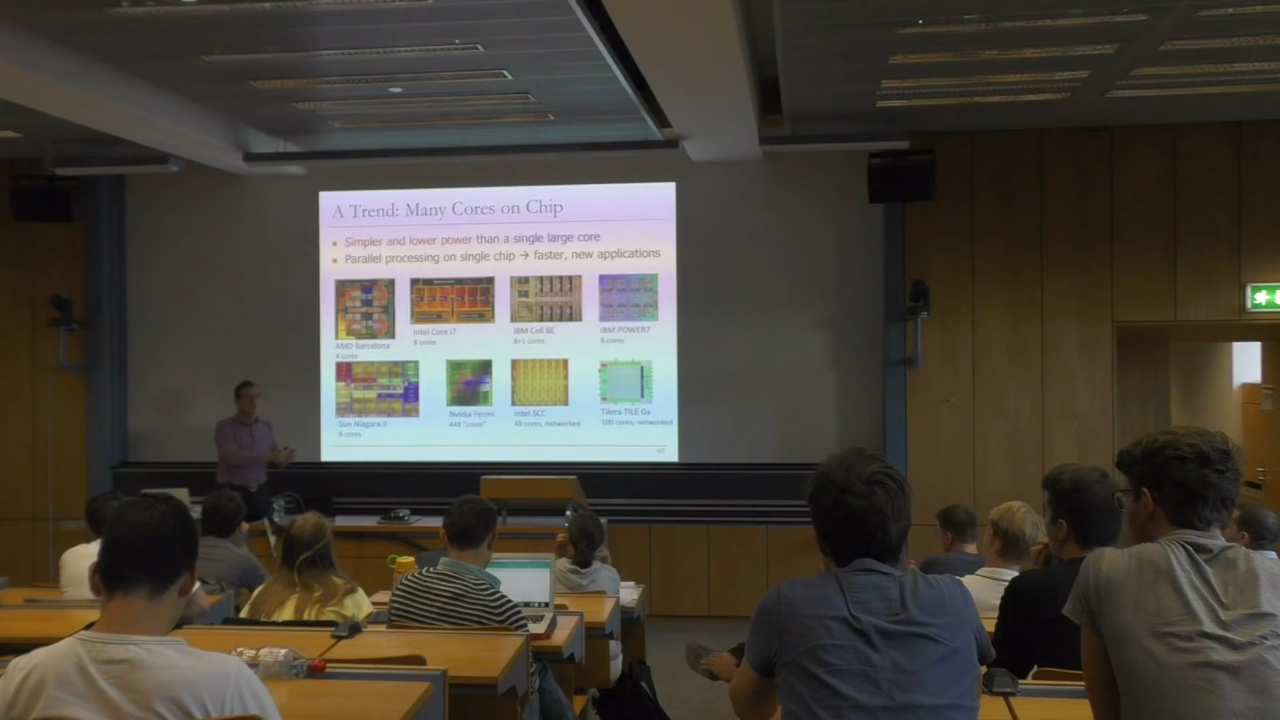 A Trend: Many Cores on Chip
Simpler and lower power than a single large core
Parallel processing on single chip → faster, new applications
AMD Barcelona
4 cores
Intel Core i7
8 cores
IBM Cell BE
8+1 cores
IBM POWER7
8 cores
Sun Niagara II
8 cores
Nvidia Fermi
448 "cores"
Intel SCC
48 cores, networked
Tilera TILE Gx
100 cores, networked